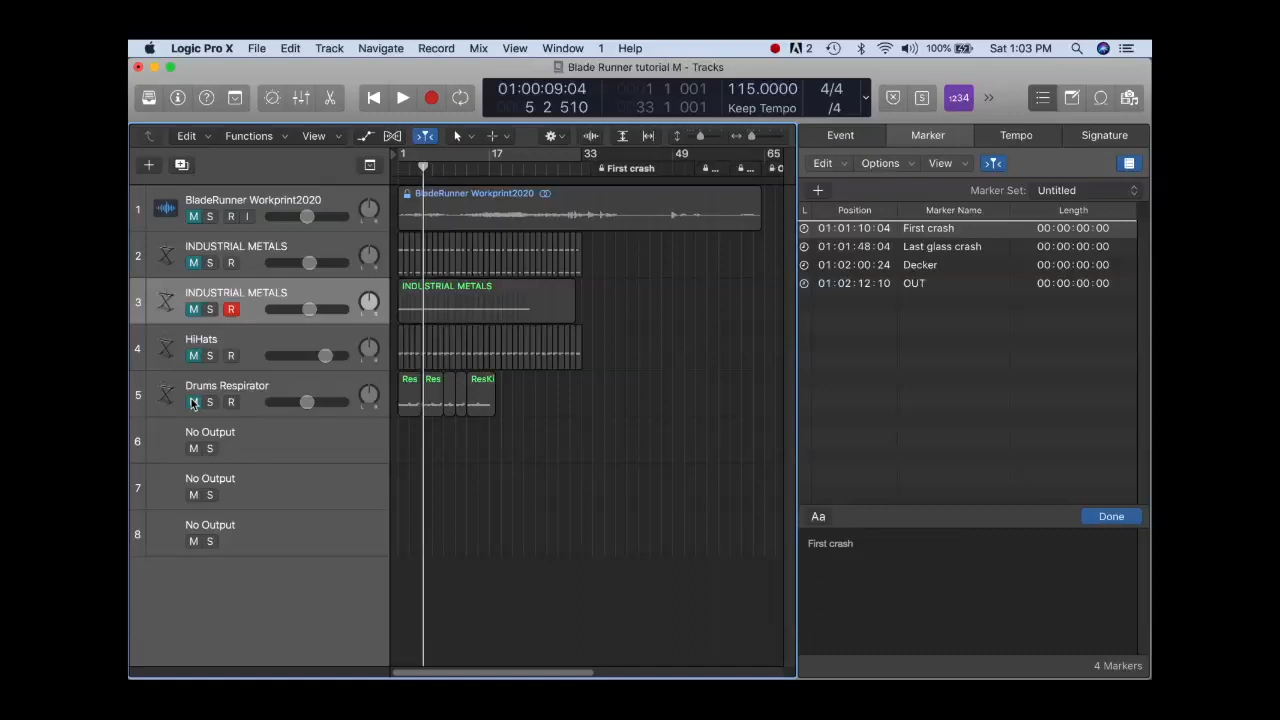 Logic Pro X File Edit Track Navigate Record Mix View Window 1 Help 2 100% Sat 1:03 PM
Blade Runner tutorial M - Tracks
01:00:09:04 1 1 001 115.0000 4/4
5 2 510 33 1 001 Keep Tempo /4
S 1234
Edit Functions View
1 17 33 49 65
First crash ... ...
Event Marker Tempo Signature
Edit Options View
Marker Set: Untitled
L Position Marker Name Length
01:01:10:04 First crash 00:00:00:00
01:01:48:04 Last glass crash 00:00:00:00
01:02:00:24 Decker 00:00:00:00
01:02:12:10 OUT 00:00:00:00
1 BladeRunner Workprint2020
M S R I
BladeRunner Workprint2020
2 INDUSTRIAL METALS
M S R
3 INDUSTRIAL METALS
M S R
INDUSTRIAL METALS
4 HiHats
M S R
5 Drums Respirator
M S R
Res Res ResKi
6 No Output
M S
7 No Output
M S
8 No Output
M S
Aa Done
First crash
4 Markers